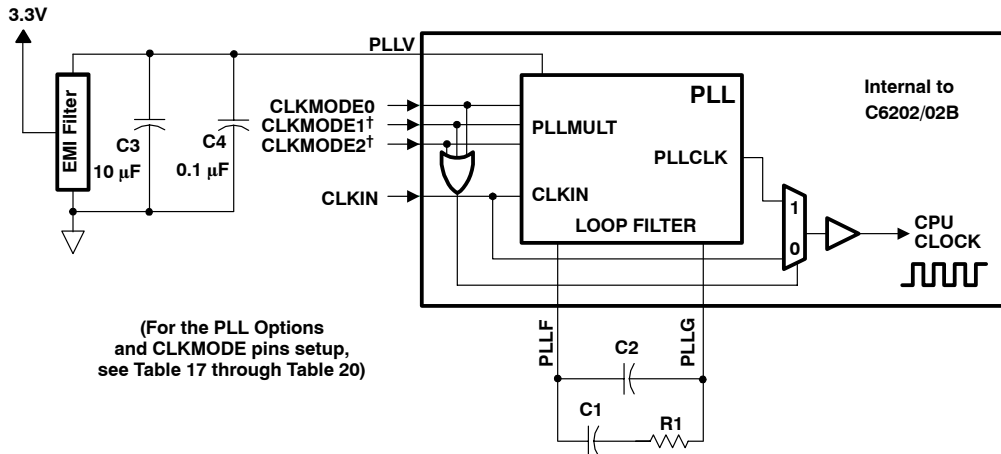 3.3V
PLLV
EMI Filter
C3
10 µF
C4
0.1 µF
CLKMODE0
CLKMODE1†
CLKMODE2†
CLKIN
PLL
PLLMULT
PLLCLK
CLKIN
LOOP FILTER
Internal to
C6202/02B
1
0
CPU
CLOCK
(For the PLL Options
and CLKMODE pins setup,
see Table 17 through Table 20)
PLLF
PLLG
C2
C1
R1